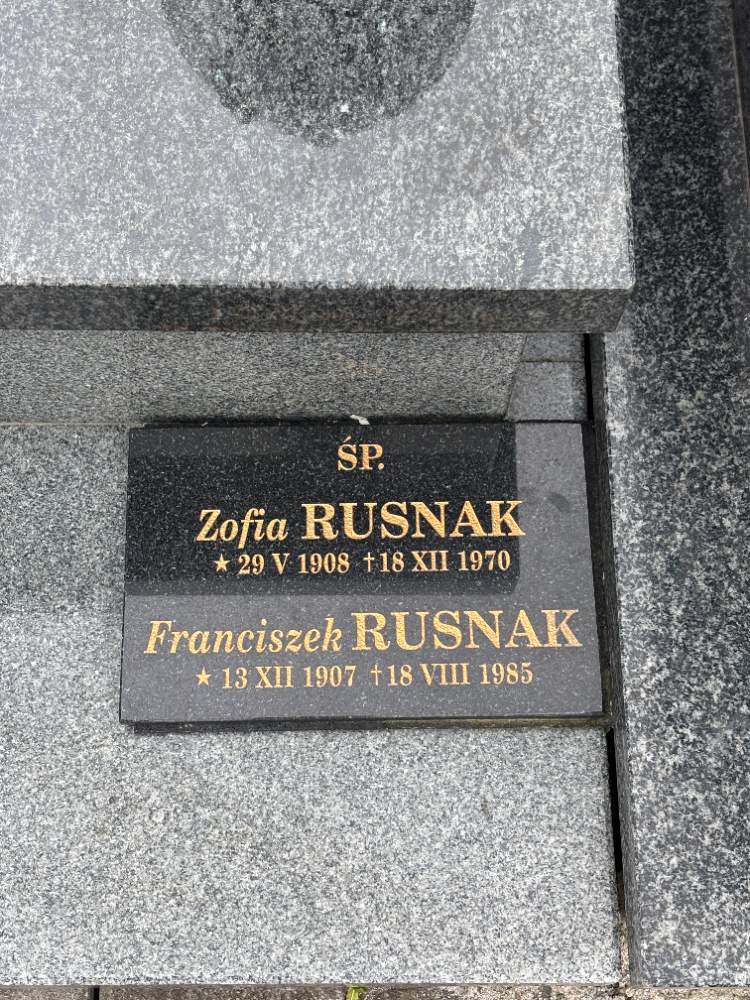 ŚP.
Zofia RUSNAK
★ 29 V 1908 † 18 XII 1970
Franciszek RUSNAK
★ 13 XII 1907 † 18 VIII 1985